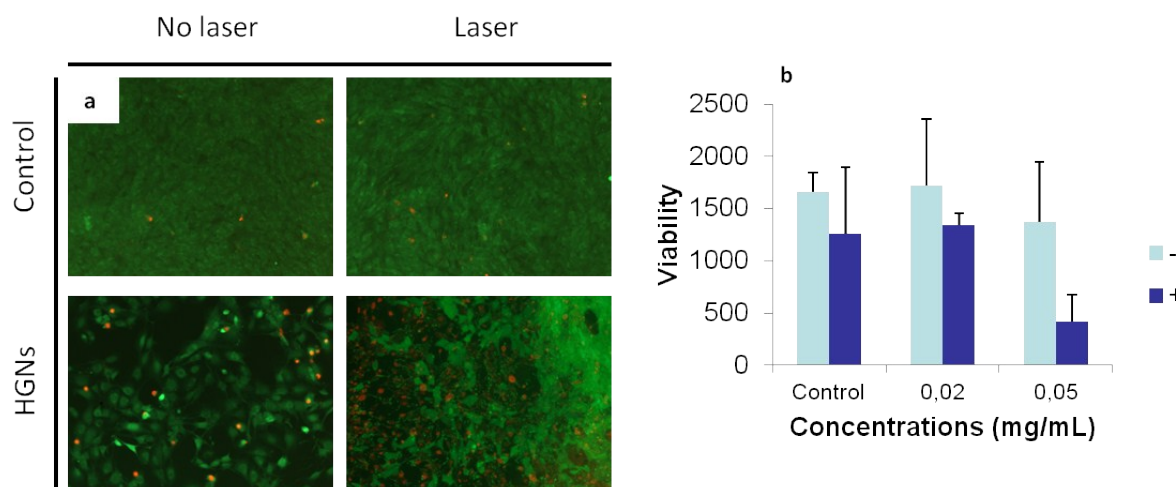 No laser
Laser
Control
HGNs
a
b
Viability
2500
2000
1500
1000
500
0
Control
0,02
0,05
Concentrations (mg/mL)
-
+